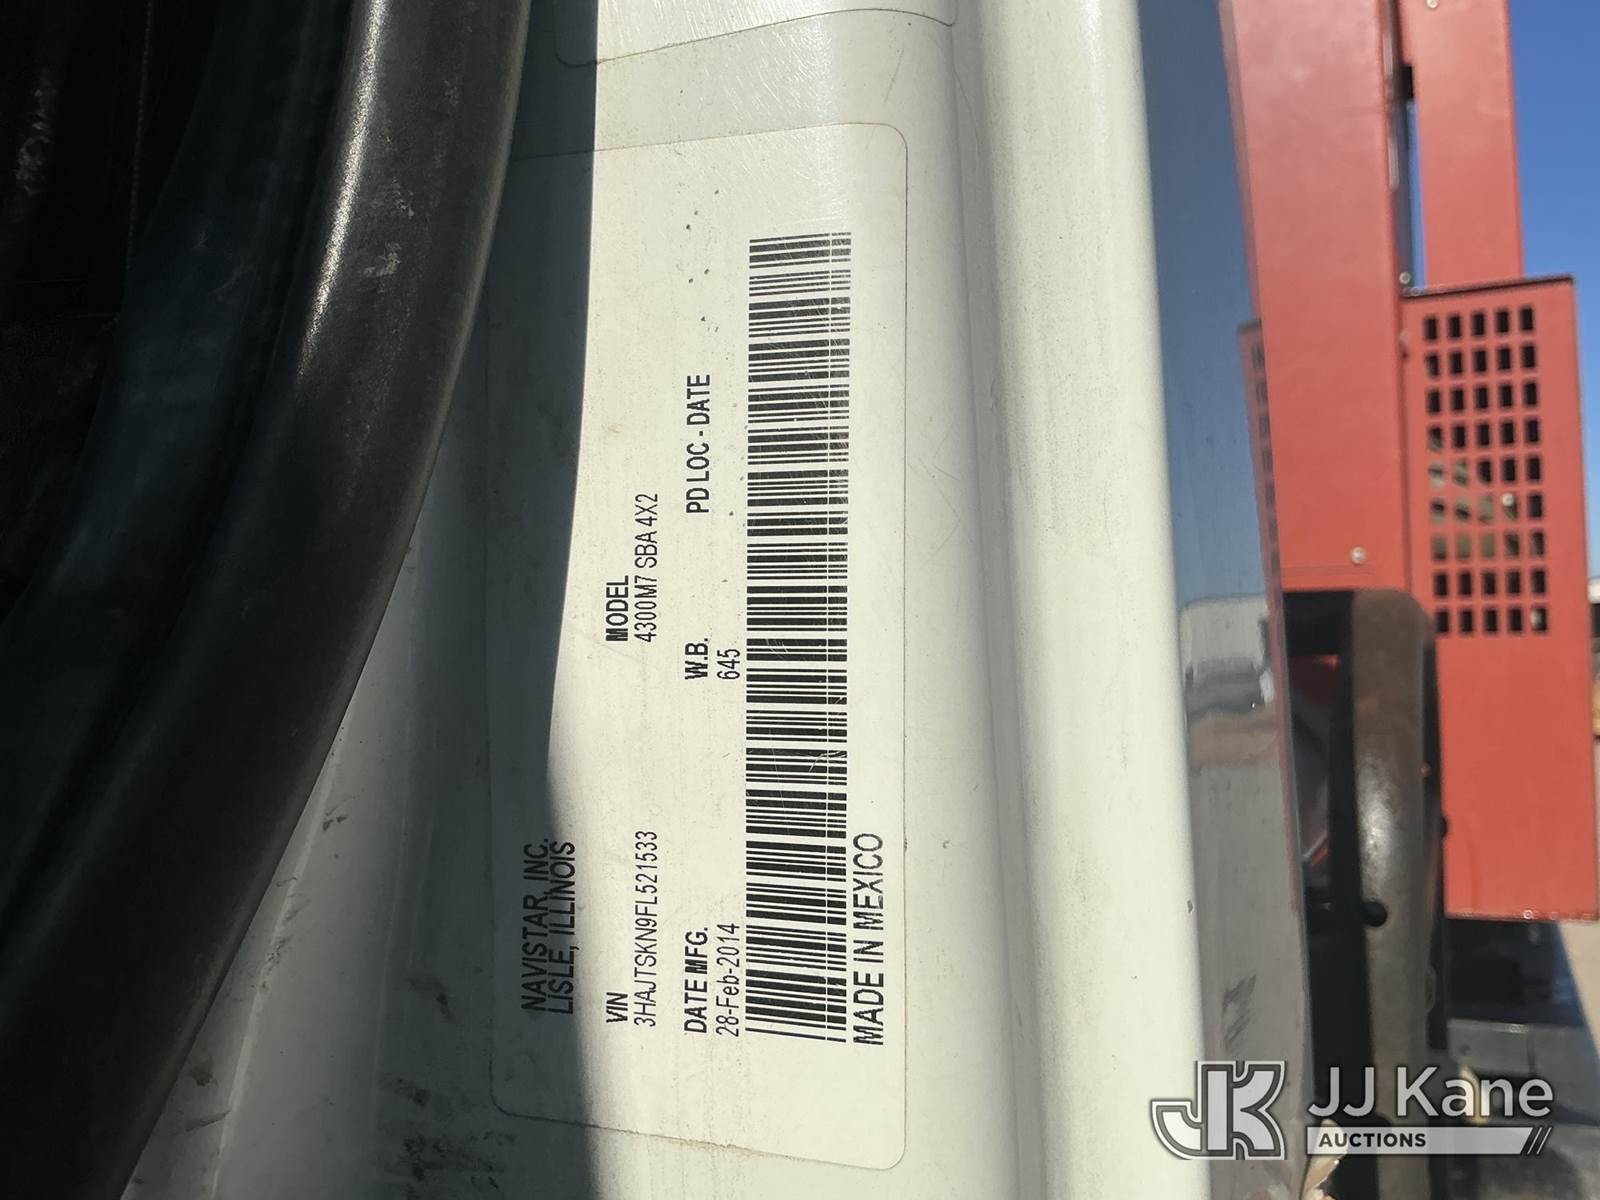 NAVISTAR, INC.
LISLE, ILLINOIS
VIN MODEL
3HAJTSKN9FL521533 4300M7 SBA 4X2
DATE MFG. W.B. PD LOC - DATE
28-Feb-2014 645
MADE IN MEXICO
JK JJ Kane
AUCTIONS